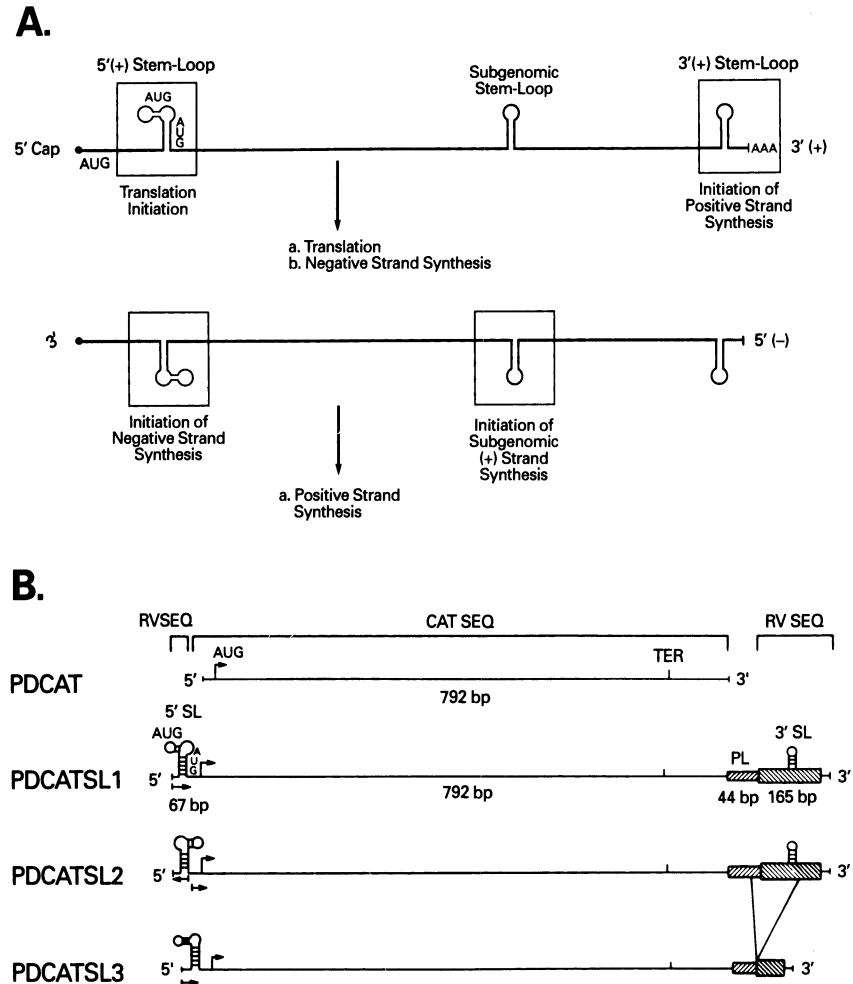 A.
5′(+) Stem-Loop
Subgenomic
Stem-Loop
3′(+) Stem-Loop
AUG
A
U
G
5′ Cap
AUG
AAA
3′ (+)
Translation
Initiation
Initiation of
Positive Strand
Synthesis
a. Translation
b. Negative Strand Synthesis
3′
5′ (–)
Initiation of
Negative Strand
Synthesis
Initiation of
Subgenomic
(+) Strand
Synthesis
a. Positive Strand
Synthesis
B.
RVSEQ
CAT SEQ
RV SEQ
AUG
TER
PDCAT
5′
3′
792 bp
5′ SL
AUG
A
U
G
3′ SL
PL
PDCATSL1
5′
3′
67 bp
792 bp
44 bp
165 bp
PDCATSL2
5′
3′
PDCATSL3
5′
3′